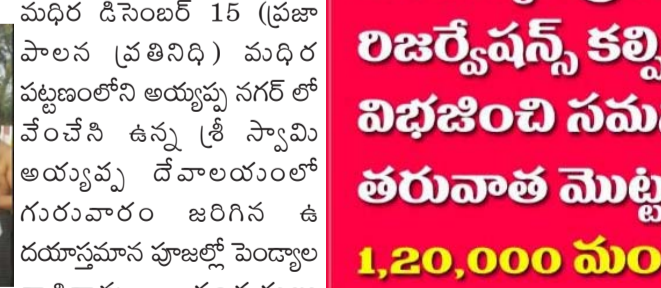 మధిర డిసెంబర్ 15 (ప్రజా
పాలన ప్రతినిధి) మధిర
పట్టణంలోని అయ్యప్ప నగర్ లో
వేంచేసి ఉన్న శ్రీ స్వామి
అయ్యప్ప దేవాలయంలో
గురువారం జరిగిన ఉ
దయాస్తమాన పూజల్లో పెండ్యాల
రిజర్వేషన్స్ కల్పి
విభజించి సమ
తరువాత మొట్ట
1,20,000 మం